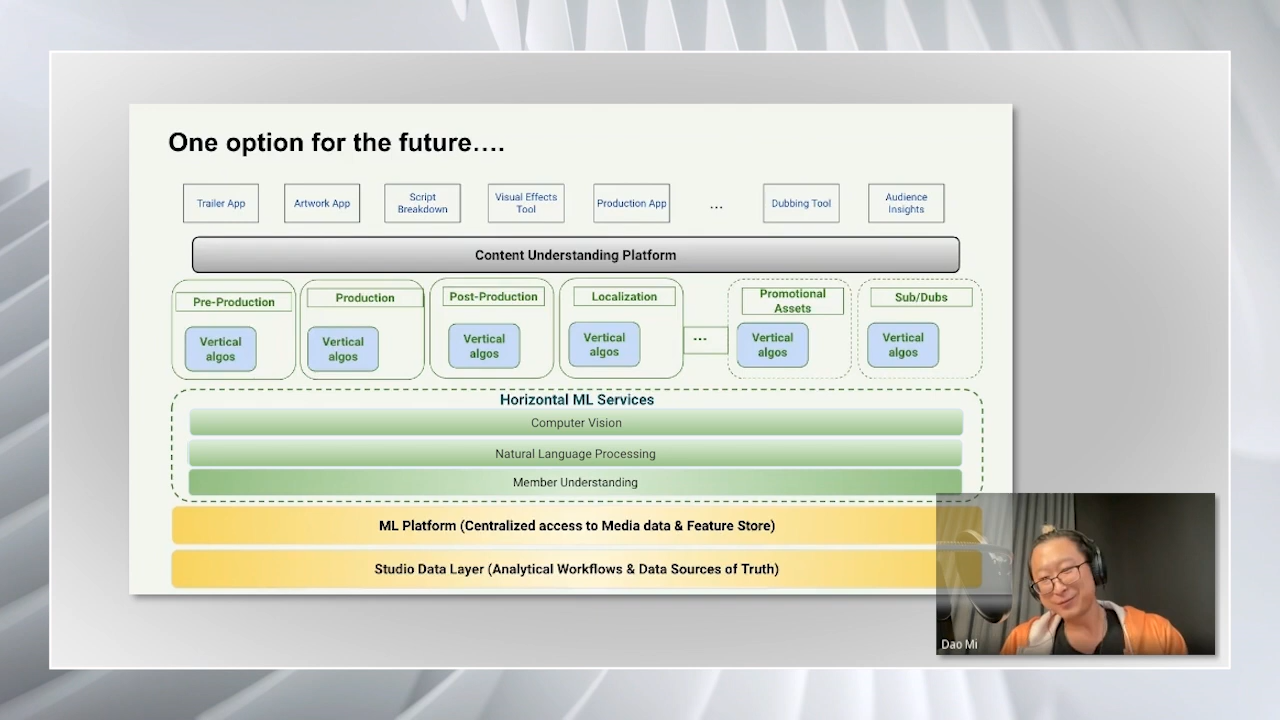 One option for the future....
Trailer App
Artwork App
Script
Breakdown
Visual Effects
Tool
Production App
...
Dubbing Tool
Audience
Insights
Content Understanding Platform
Pre-Production
Vertical
algos
Production
Vertical
algos
Post-Production
Vertical
algos
Localization
Vertical
algos
...
Promotional
Assets
Vertical
algos
Sub/Dubs
Vertical
algos
Horizontal ML Services
Computer Vision
Natural Language Processing
Member Understanding
ML Platform (Centralized access to Media data & Feature Store)
Studio Data Layer (Analytical Workflows & Data Sources of Truth)
Dao Mi